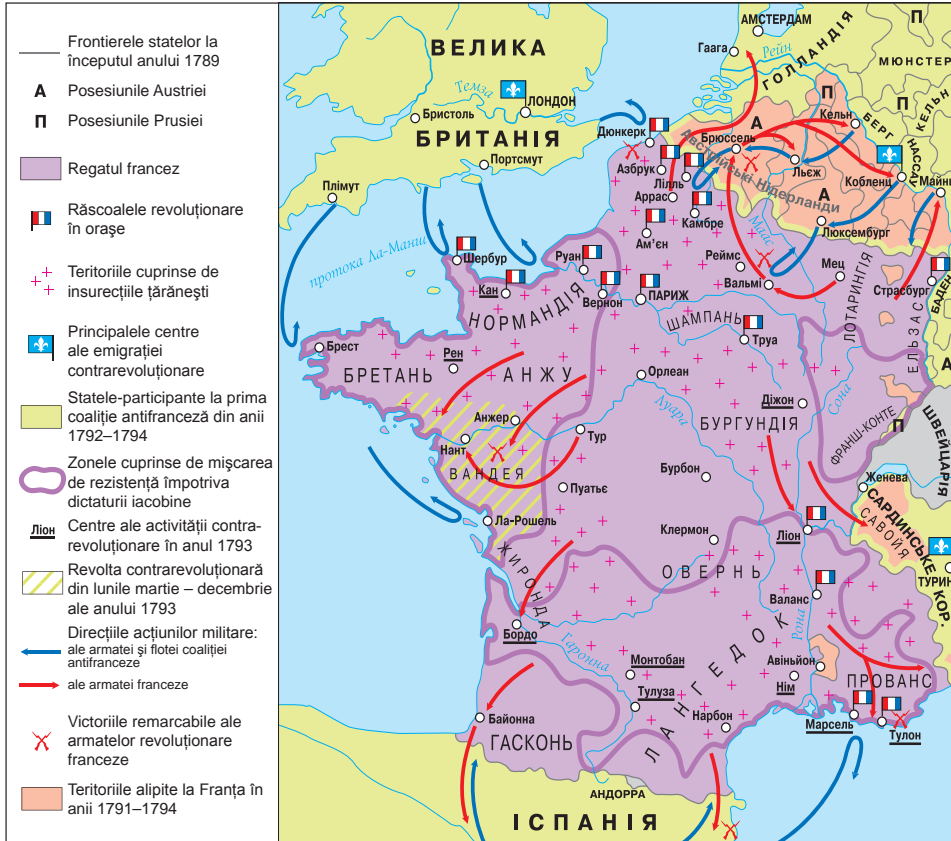 Frontierele statelor la
începutul anului 1789
А
Posesiunile Austriei
П
Posesiunile Prusiei
Regatul francez
Răscoalele revoluționare
în orașe
Teritoriile cuprinse de
insurecțiile țărănești
Principalele centre
ale emigrației
contrarevoluționare
Statele-participante la prima
coaliție antifranceză din anii
1792–1794
Zonele cuprinse de mișcarea
de rezistență împotriva
dictaturii iacobine
Ліон
Centre ale activității contra-
revoluționare în anul 1793
Revolta contrarevoluționară
din lunile martie – decembrie
ale anului 1793
Direcțiile acțiunilor militare:
ale armatei și flotei coaliției
antifranceze
ale armatei franceze
Victoriile remarcabile ale
armatelor revoluționare
franceze
Teritoriile alipite la Franța în
anii 1791–1794
ВЕЛИКА
БРИТАНІЯ
Темза
ЛОНДОН
Бристоль
Портсмут
Плімут
протока Ла-Манш
АМСТЕРДАМ
Гаага
Рейн
ГОЛЛАНДІЯ
П
МЮНСТЕР
П
П
Кельн
БЕРГ
КЕЛЬН
НАССАУ
Майнц
Кобленц
А
Брюссель
Льєж
Австрійські Нідерланди
А
Люксембург
Дюнкерк
Азбрук
Лілль
Аррас
Камбре
Ам’єн
Маас
Реймс
Вальмі
Мец
Страсбург
БАДЕН
А
ЛОТАРИНГІЯ
ЕЛЬЗАС
Шербур
Кан
Руан
Вернон
ПАРИЖ
НОРМАНДІЯ
ШАМПАНЬ
Труа
Брест
БРЕТАНЬ
Рен
АНЖУ
Орлеан
Луара
Діжон
Сона
БУРГУНДІЯ
ФРАНШ-КОНТЕ
П
ШВЕЙЦАРІЯ
Анжер
Нант
Тур
ВАНДЕЯ
Пуатьє
Бурбон
Женева
Ла-Рошель
Клермон
Ліон
САРДИНСЬКЕ КОР.
САВОЙЯ
ТУРИН
ЖИРОНДА
ОВЕРНЬ
Валанс
Рона
Бордо
Гаронна
Монтобан
Тулуза
ЛАНГЕДОК
Авіньйон
Нім
ПРОВАНС
Марсель
Тулон
Байонна
ГАСКОНЬ
Нарбон
АНДОРРА
ІСПАНІЯ